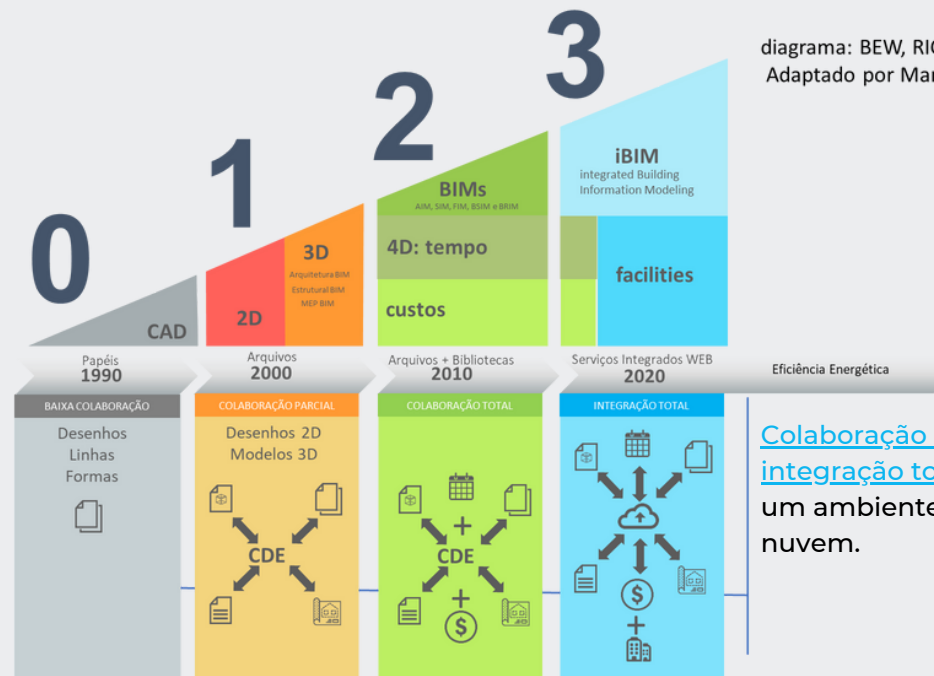 0
1
2
3
diagrama: BEW, RIC
Adaptado por Mar
CAD
2D
3D
Arquitetura BIM
Estrutural BIM
MEP BIM
BIMs
AIM, SIM, FIM, BSIM e BRIM
4D: tempo
custos
iBIM
integrated Building
Information Modeling
facilities
Papéis
1990
Arquivos
2000
Arquivos + Bibliotecas
2010
Serviços Integrados WEB
2020
Eficiência Energética
BAIXA COLABORAÇÃO
Desenhos
Linhas
Formas
COLABORAÇÃO PARCIAL
Desenhos 2D
Modelos 3D
CDE
COLABORAÇÃO TOTAL
+
CDE
+
$
INTEGRAÇÃO TOTAL
$
+
Colaboração
integração to
um ambiente
nuvem.